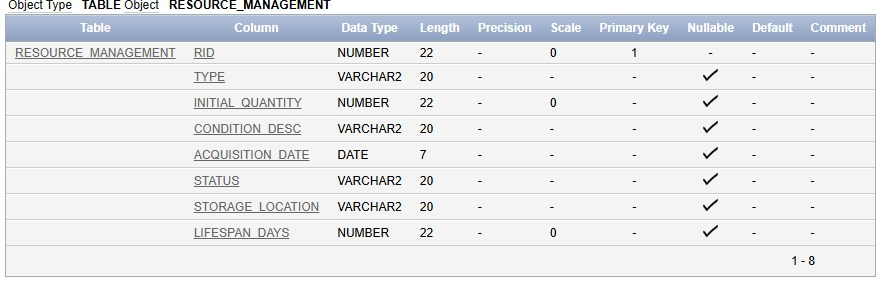 Object Type TABLE Object RESOURCE_MANAGEMENT
Table Column Data Type Length Precision Scale Primary Key Nullable Default Comment
RESOURCE_MANAGEMENT RID NUMBER 22 - 0 1 - - -
TYPE VARCHAR2 20 - - - ✓ - -
INITIAL_QUANTITY NUMBER 22 - 0 - ✓ - -
CONDITION_DESC VARCHAR2 20 - - - ✓ - -
ACQUISITION_DATE DATE 7 - - - ✓ - -
STATUS VARCHAR2 20 - - - ✓ - -
STORAGE_LOCATION VARCHAR2 20 - - - ✓ - -
LIFESPAN_DAYS NUMBER 22 - 0 - ✓ - -
1 - 8